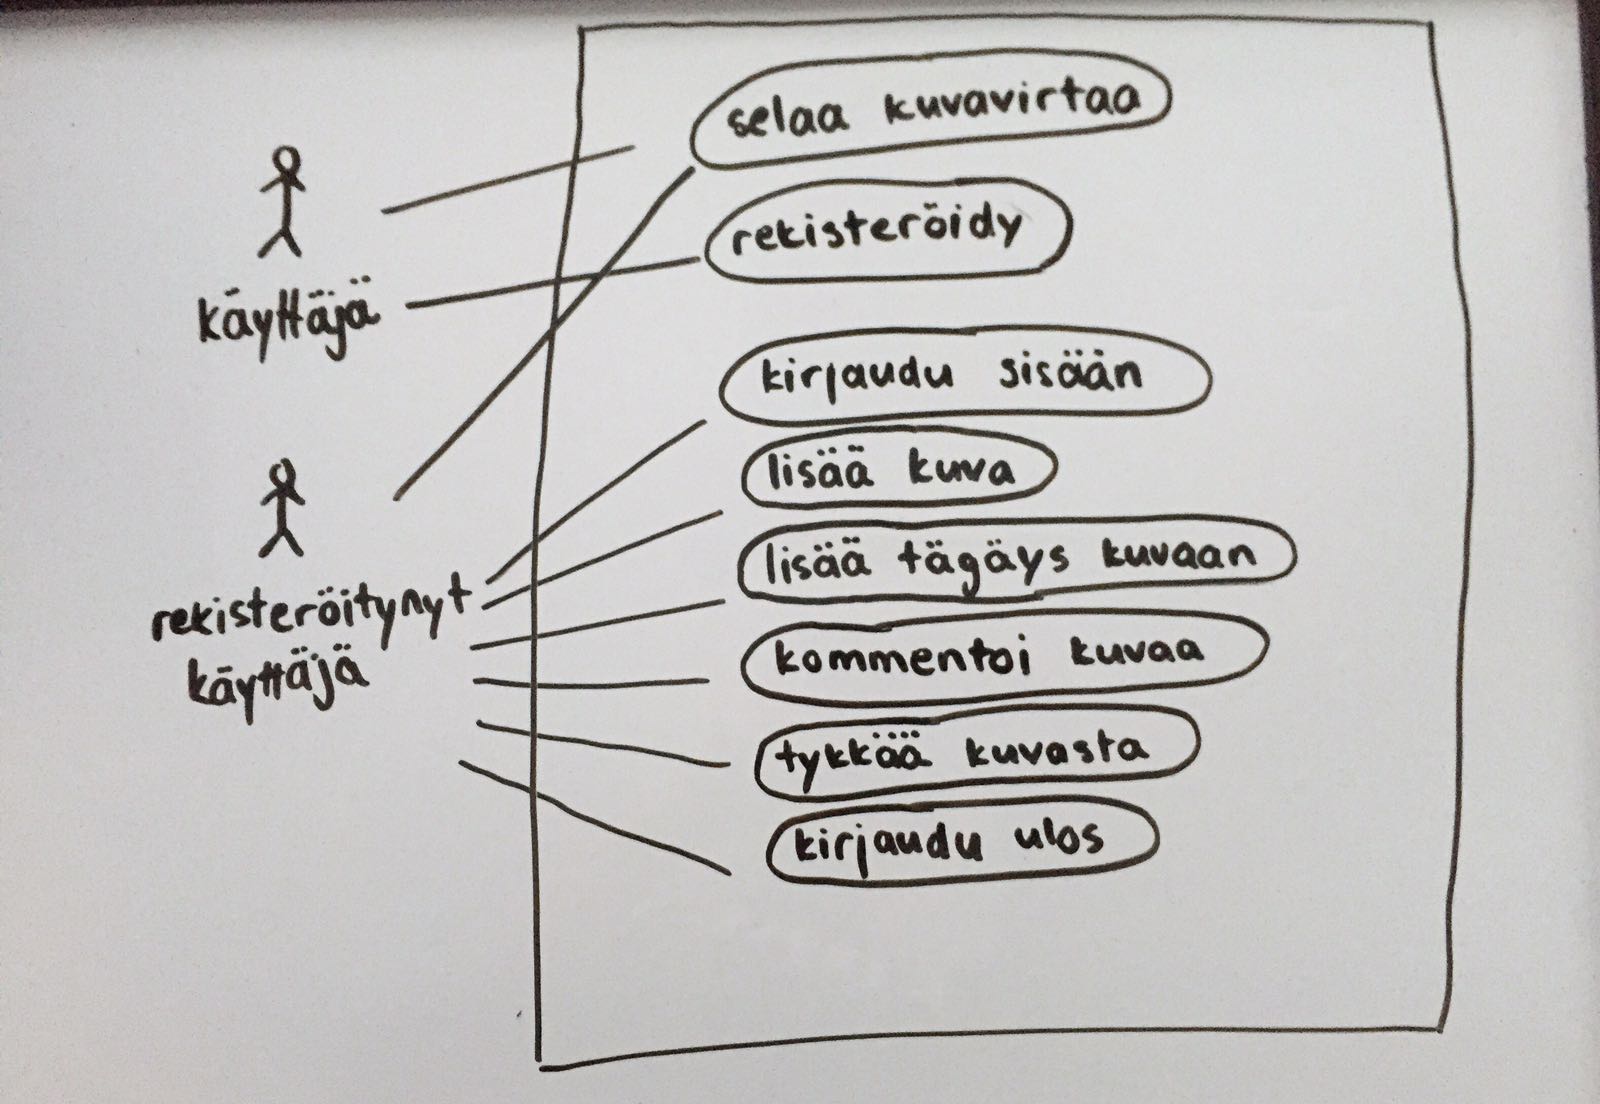 selaa kuvavirtaa
rekisteröidy
käyttäjä
kirjaudu sisään
lisää kuva
lisää tägäys kuvaan
rekisteröitynyt
käyttäjä
kommentoi kuvaa
tykkää kuvasta
kirjaudu ulos